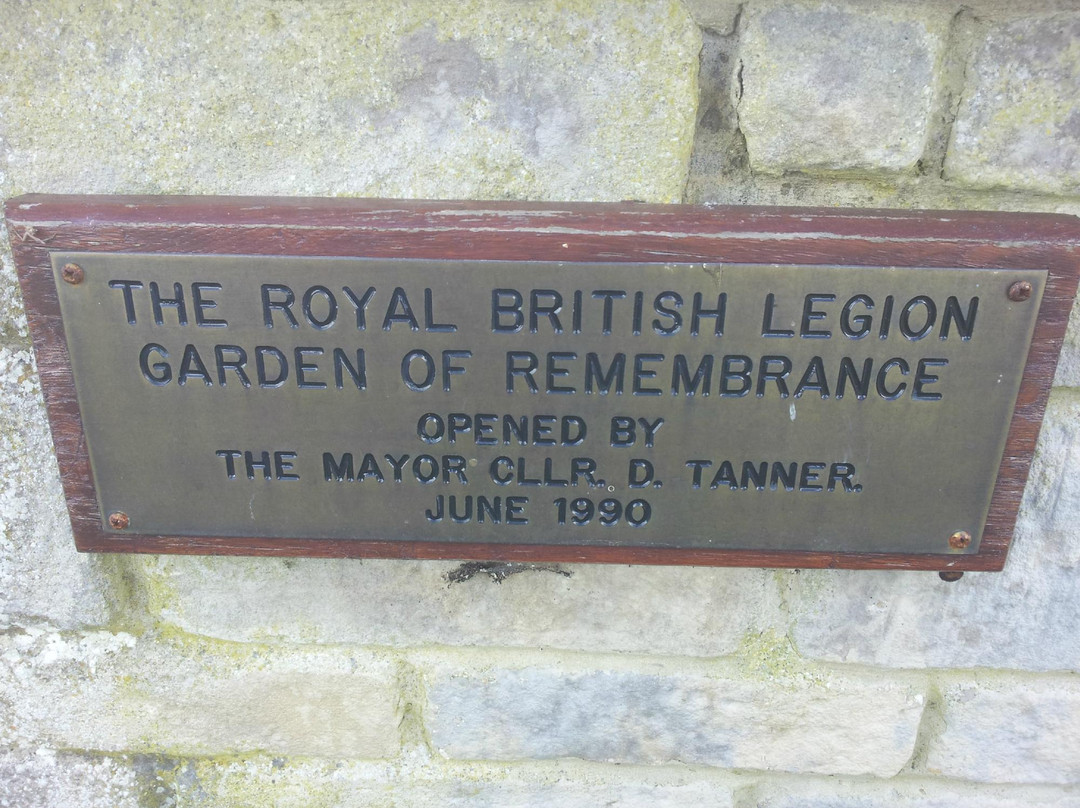 THE ROYAL BRITISH LEGION
GARDEN OF REMEMBRANCE
OPENED BY
THE MAYOR CLLR. D. TANNER.
JUNE 1990